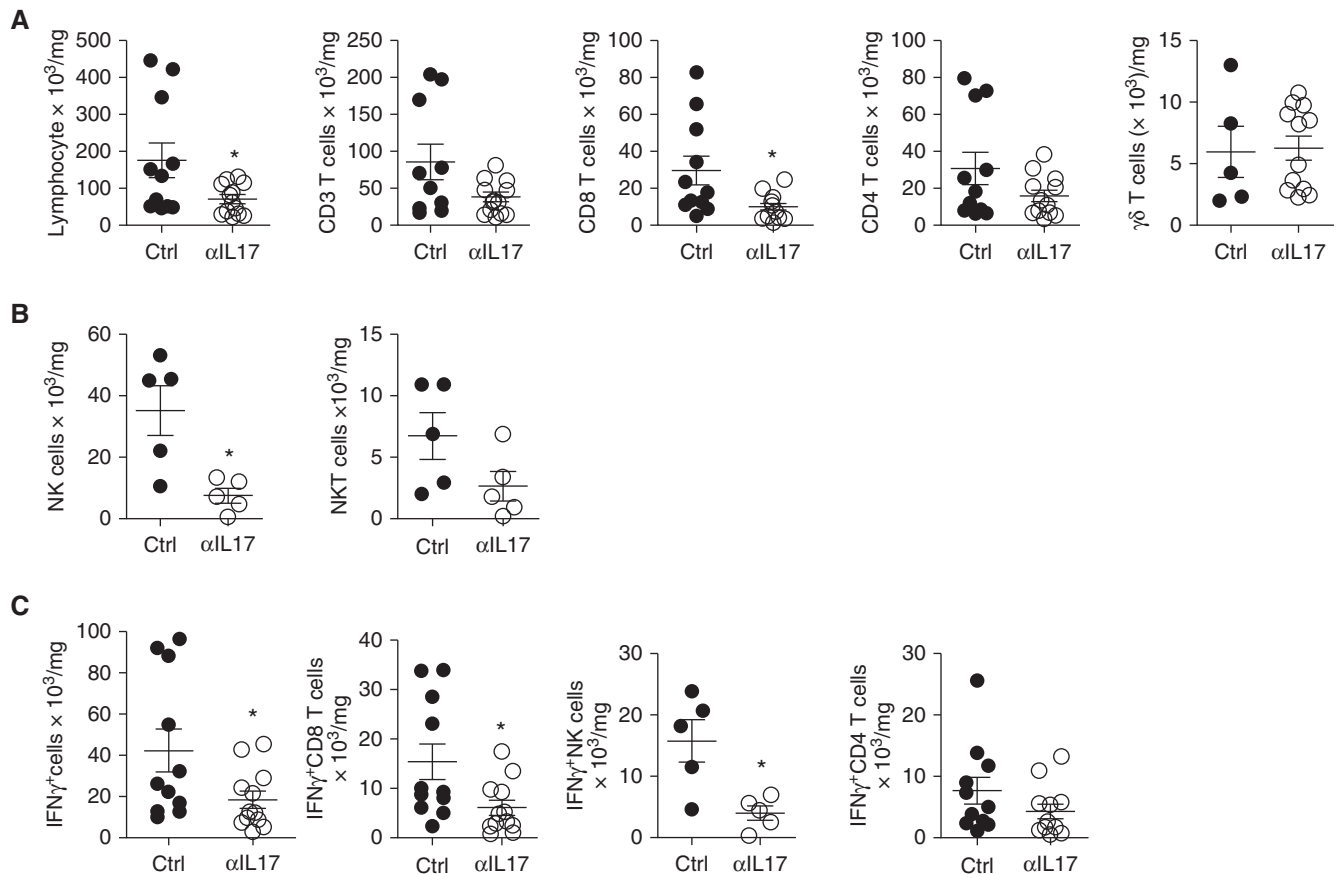 A
Lymphocyte × 10³/mg
500
400
300
200
100
0
*
Ctrl
αIL17
CD3 T cells × 10³/mg
250
200
150
100
50
0
Ctrl
αIL17
CD8 T cells × 10³/mg
100
80
60
40
20
0
*
Ctrl
αIL17
CD4 T cells × 10³/mg
100
80
60
40
20
0
Ctrl
αIL17
γδ T cells (× 10³)/mg
15
10
5
0
Ctrl
αIL17
B
NK cells × 10³/mg
60
40
20
0
*
Ctrl
αIL17
NKT cells ×10³/mg
15
10
5
0
Ctrl
αIL17
C
IFNγ⁺cells × 10³/mg
100
80
60
40
20
0
*
Ctrl
αIL17
IFNγ⁺CD8 T cells
× 10³/mg
40
30
20
10
0
*
Ctrl
αIL17
IFNγ⁺NK cells
× 10³/mg
30
20
10
0
*
Ctrl
αIL17
IFNγ⁺CD4 T cells
× 10³/mg
30
20
10
0
Ctrl
αIL17